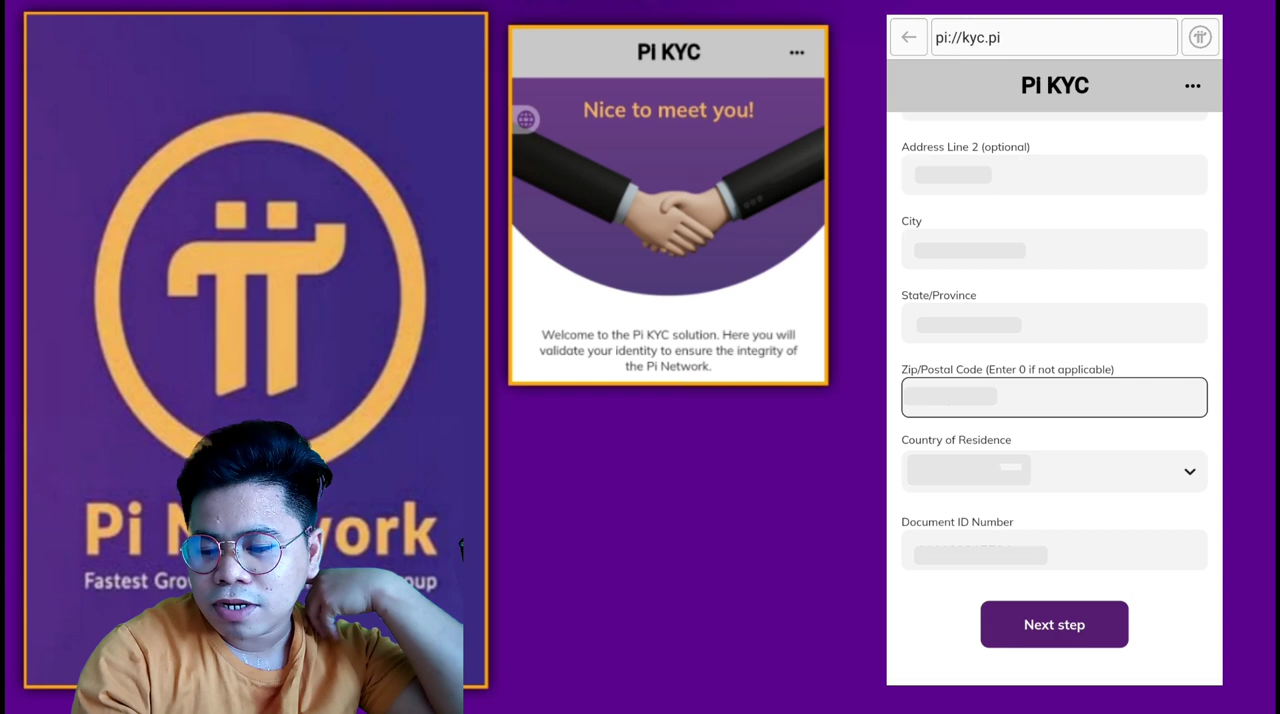 Pi N work
Fastest Gro oup
Pi KYC
Nice to meet you!
Welcome to the Pi KYC solution. Here you will
validate your identity to ensure the integrity of
the Pi Network.
pi://kyc.pi
Pi KYC
Address Line 2 (optional)
City
State/Province
Zip/Postal Code (Enter 0 if not applicable)
Country of Residence
Document ID Number
Next step